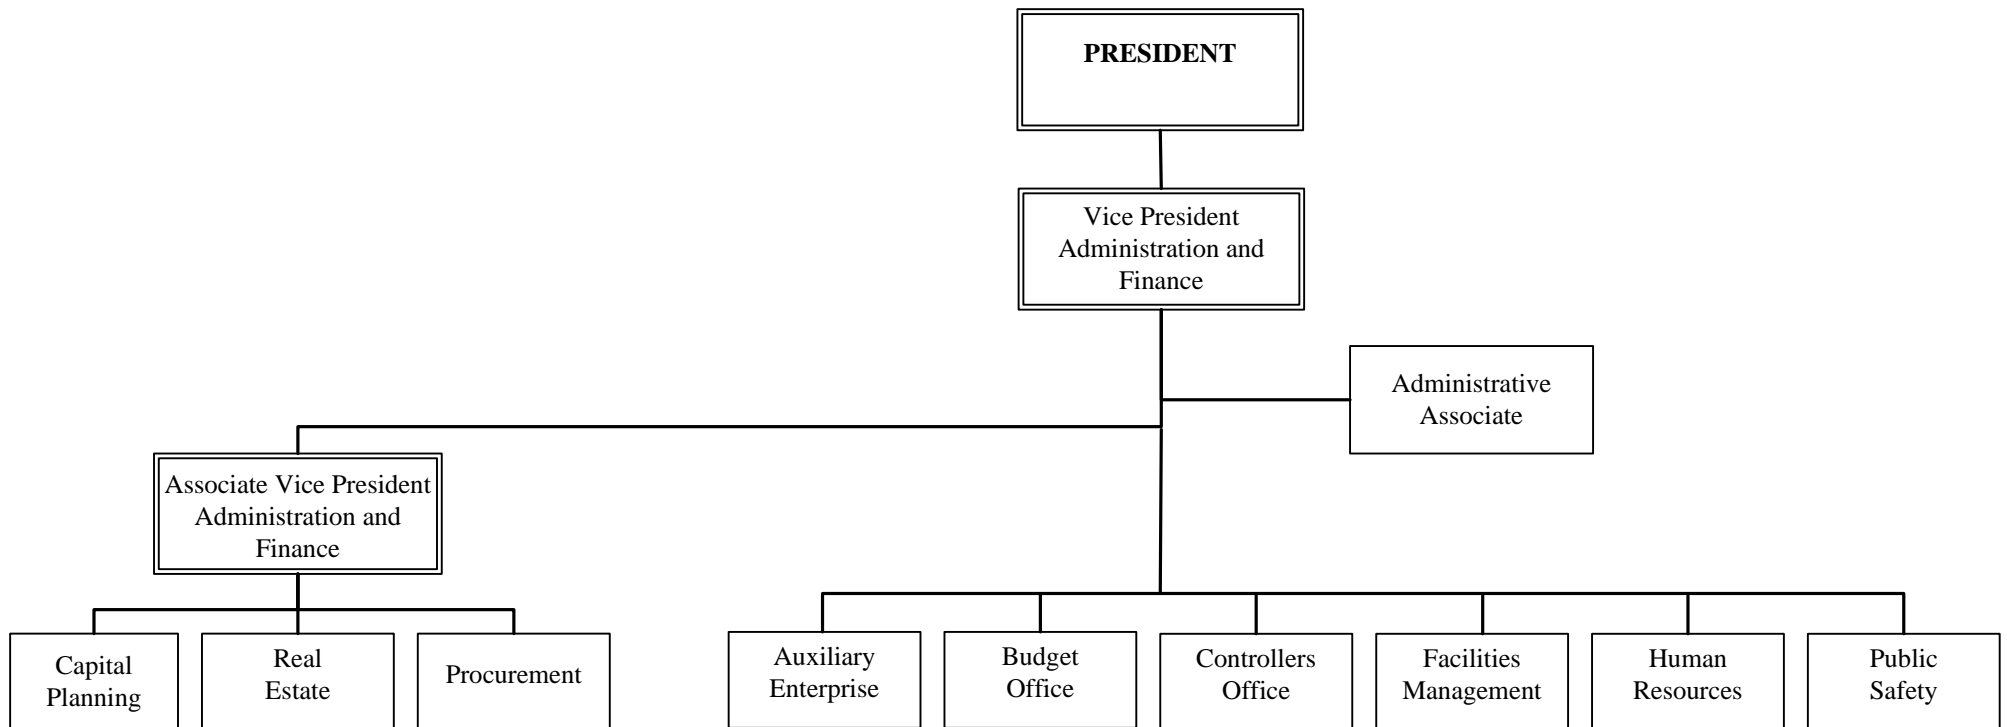 PRESIDENT
Vice President
Administration and
Finance
Administrative
Associate
Associate Vice President
Administration and
Finance
Capital
Planning
Real
Estate
Procurement
Auxiliary
Enterprise
Budget
Office
Controllers
Office
Facilities
Management
Human
Resources
Public
Safety